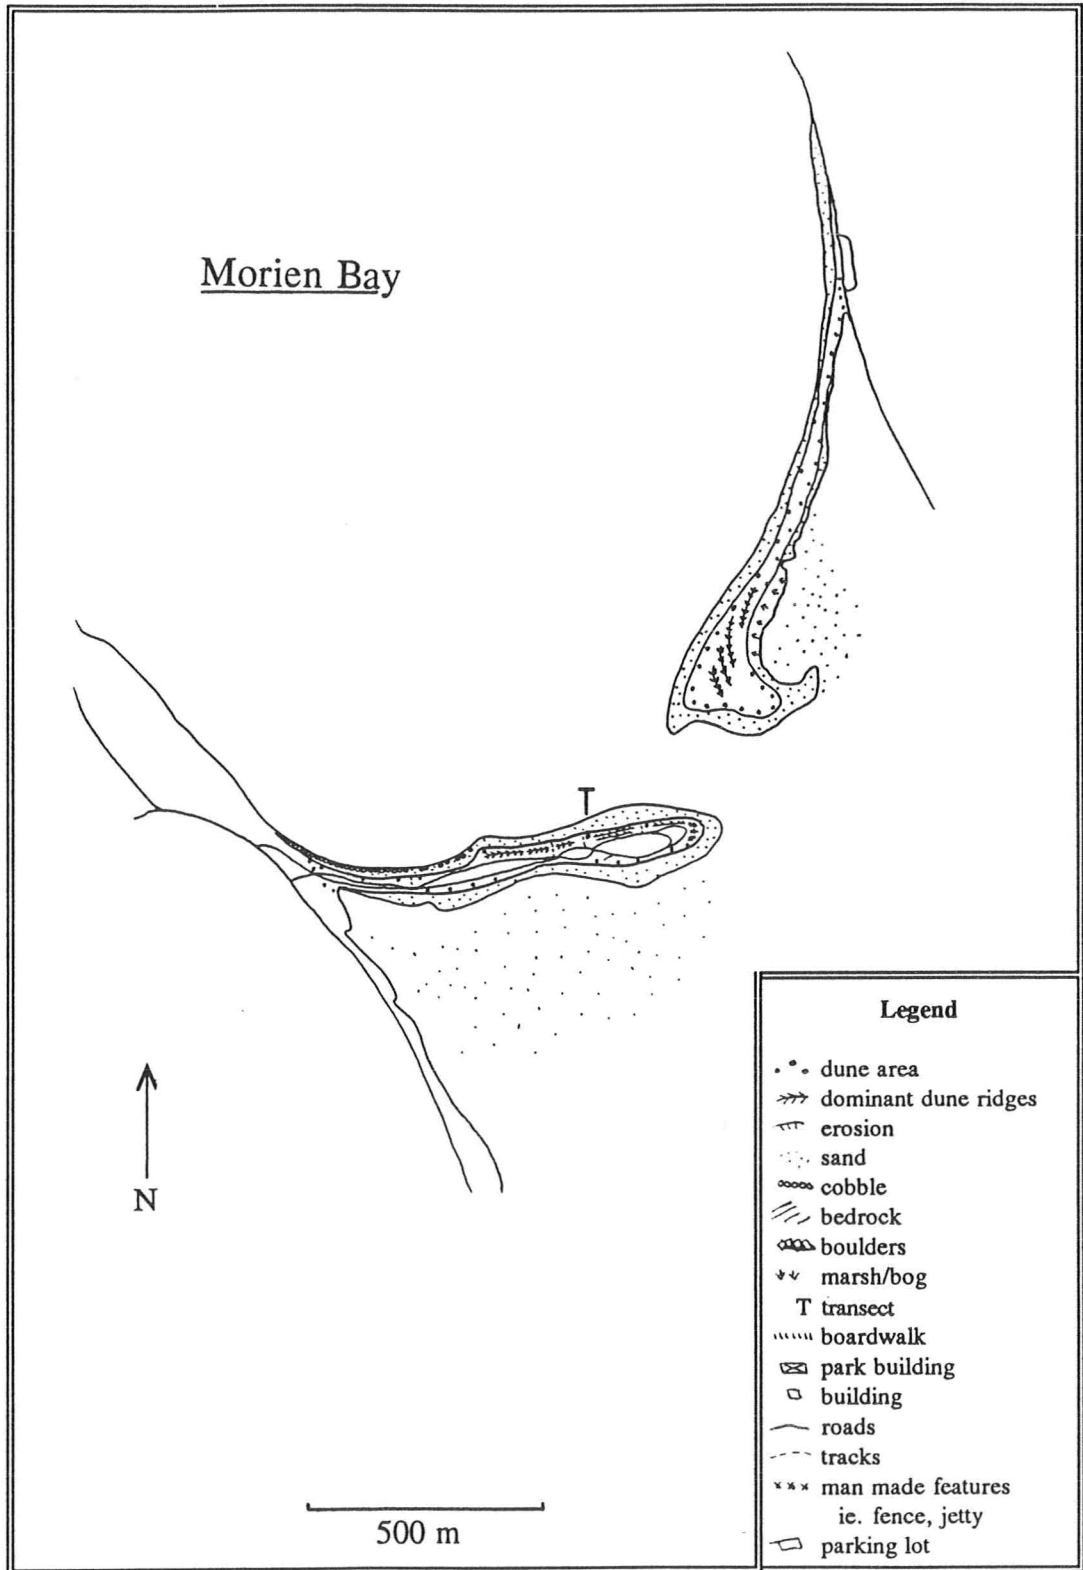 Morien Bay
T
N
500 m
Legend
dune area
dominant dune ridges
erosion
sand
cobble
bedrock
boulders
marsh/bog
T transect
boardwalk
park building
building
roads
tracks
man made features
ie. fence, jetty
parking lot